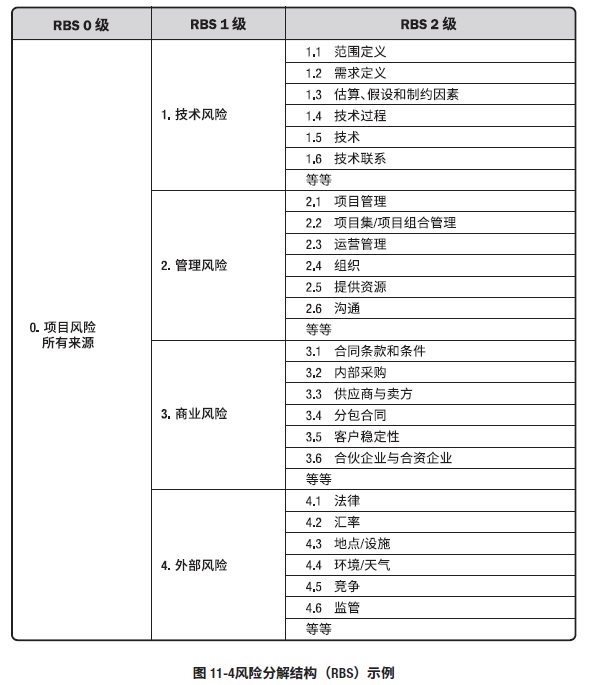 RBS 0 级
RBS 1 级
RBS 2 级
0. 项目风险
所有来源
1. 技术风险
1.1 范围定义
1.2 需求定义
1.3 估算、假设和制约因素
1.4 技术过程
1.5 技术
1.6 技术联系
等等
2. 管理风险
2.1 项目管理
2.2 项目集/项目组合管理
2.3 运营管理
2.4 组织
2.5 提供资源
2.6 沟通
等等
3. 商业风险
3.1 合同条款和条件
3.2 内部采购
3.3 供应商与卖方
3.4 分包合同
3.5 客户稳定性
3.6 合伙企业与合资企业
等等
4. 外部风险
4.1 法律
4.2 汇率
4.3 地点/设施
4.4 环境/天气
4.5 竞争
4.6 监管
等等
图 11-4风险分解结构（RBS）示例